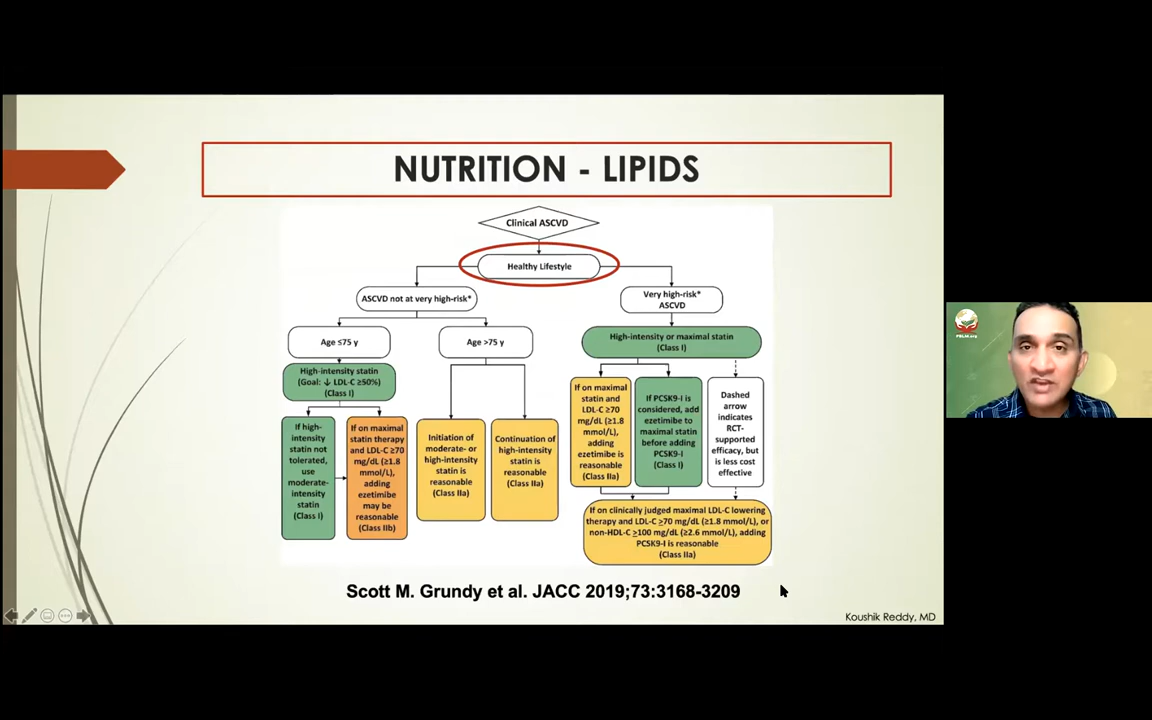 NUTRITION - LIPIDS
Clinical ASCVD
Healthy Lifestyle
ASCVD not at very high-risk*
Very high-risk*
ASCVD
Age ≤75 y
Age >75 y
High-intensity or maximal statin
(Class I)
High-intensity statin
(Goal: ↓ LDL-C ≥50%)
(Class I)
If high-
intensity
statin not
tolerated,
use
moderate-
intensity
statin
(Class I)
If on maximal
statin therapy
and LDL-C ≥70
mg/dL (≥1.8
mmol/L),
adding
ezetimibe
may be
reasonable
(Class IIb)
Initiation of
moderate- or
high-intensity
statin is
reasonable
(Class IIa)
Continuation of
high-intensity
statin is
reasonable
(Class IIa)
If on maximal
statin and
LDL-C ≥70
mg/dL (≥1.8
mmol/L),
adding
ezetimibe is
reasonable
(Class IIa)
If PCSK9-I is
considered, add
ezetimibe to
maximal statin
before adding
PCSK9-I
(Class I)
Dashed
arrow
indicates
RCT-
supported
efficacy, but
is less cost
effective
If on clinically judged maximal LDL-C lowering
therapy and LDL-C ≥70 mg/dL (≥1.8 mmol/L), or
non-HDL-C ≥100 mg/dL (≥2.6 mmol/L), adding
PCSK9-I is reasonable
(Class IIa)
Scott M. Grundy et al. JACC 2019;73:3168-3209
Koushik Reddy, MD
PBLM.org